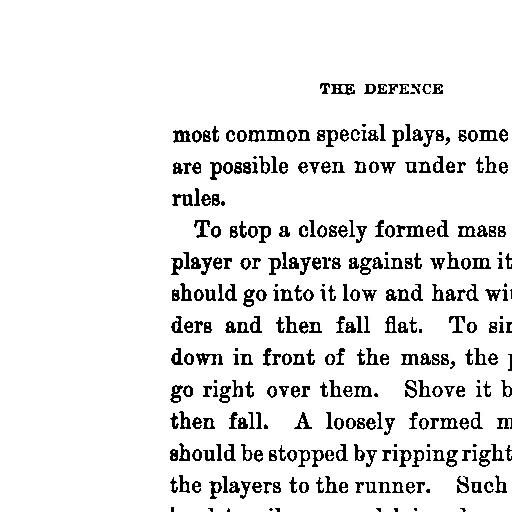 THE DEFENCE
most common special plays, some
are possible even now under the
rules.
To stop a closely formed mass
player or players against whom it
should go into it low and hard
ders and then fall flat. To
down in front of the mass, the
go right over them. Shove it
then fall. A loosely formed
should be stopped by ripping right
the players to the runner. Such